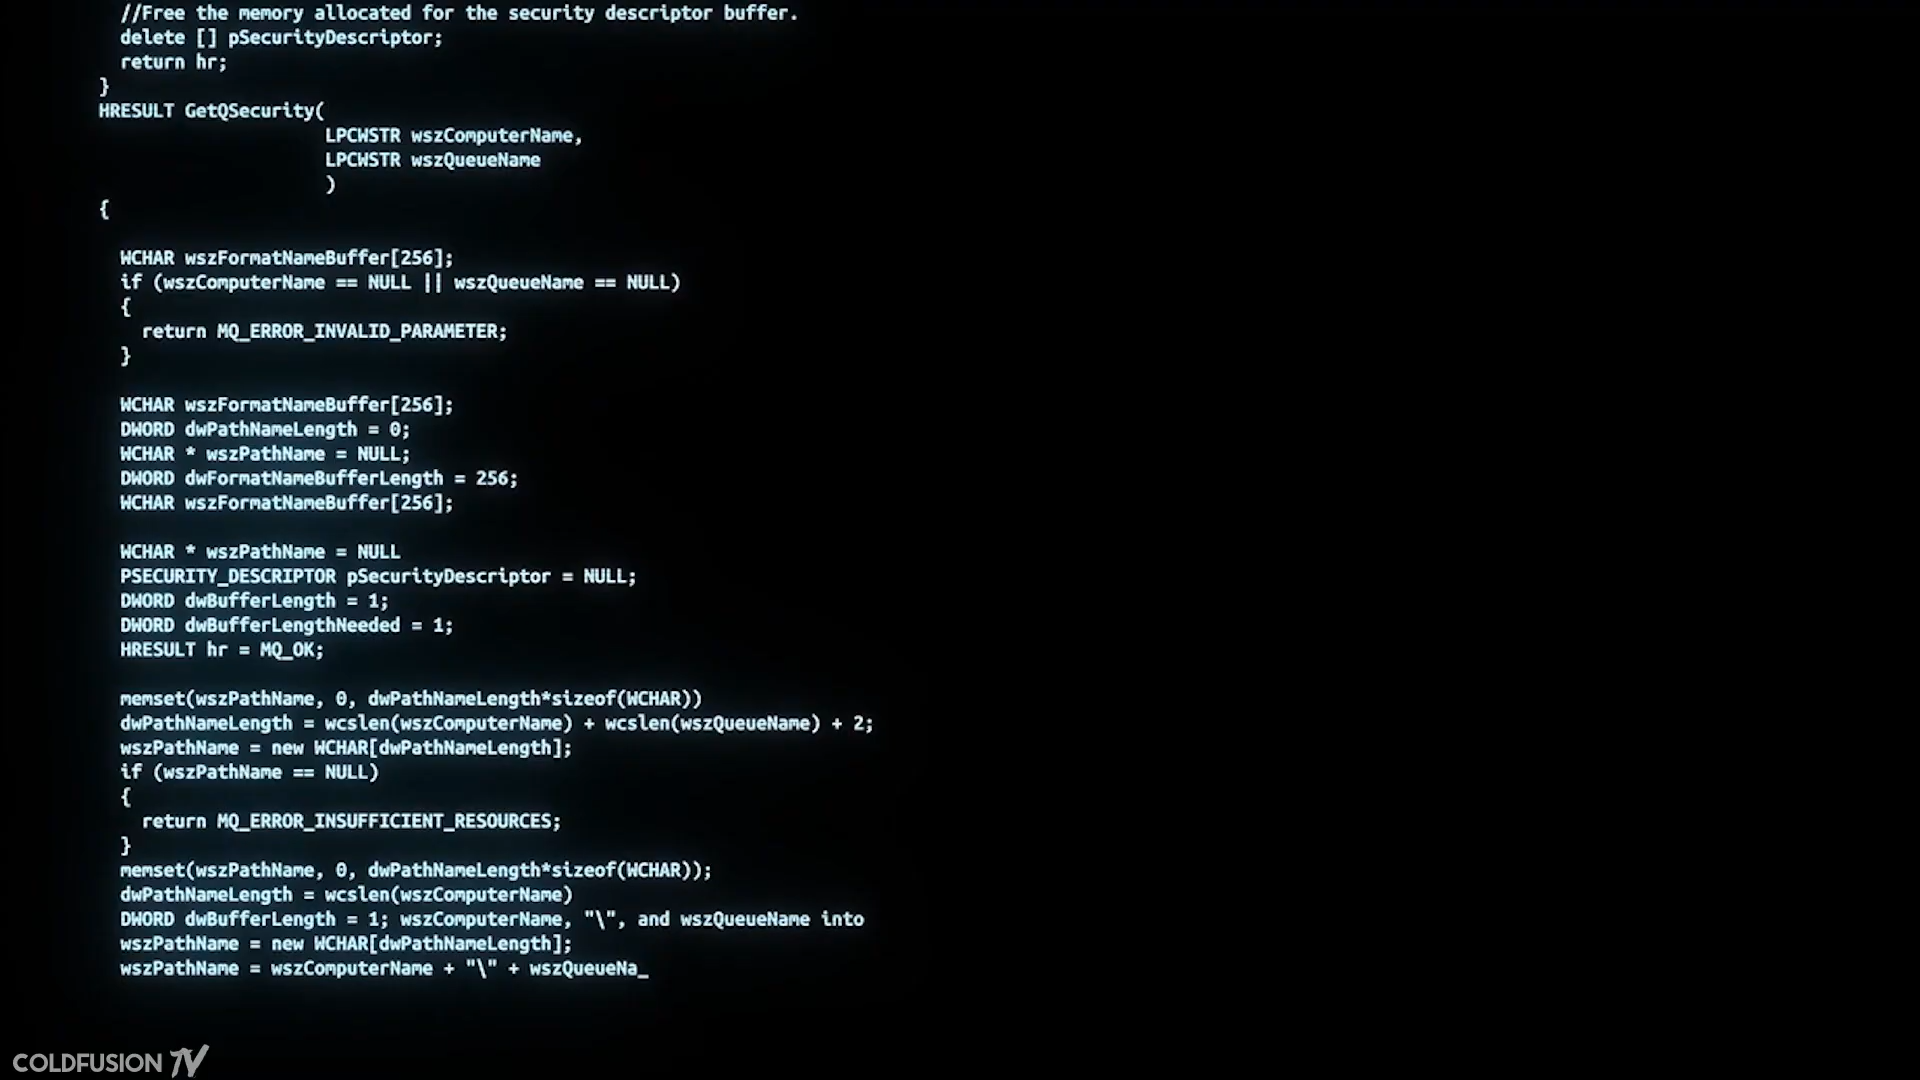 //Free the memory allocated for the security descriptor buffer.
delete [] pSecurityDescriptor;
return hr;
}
HRESULT GetQSecurity(
LPCWSTR wszComputerName,
LPCWSTR wszQueueName
)
{
WCHAR wszFormatNameBuffer[256];
if (wszComputerName == NULL || wszQueueName == NULL)
{
return MQ_ERROR_INVALID_PARAMETER;
}
WCHAR wszFormatNameBuffer[256];
DWORD dwPathNameLength = 0;
WCHAR * wszPathName = NULL;
DWORD dwFormatNameBufferLength = 256;
WCHAR wszFormatNameBuffer[256];
WCHAR * wszPathName = NULL
PSECURITY_DESCRIPTOR pSecurityDescriptor = NULL;
DWORD dwBufferLength = 1;
DWORD dwBufferLengthNeeded = 1;
HRESULT hr = MQ_OK;
memset(wszPathName, 0, dwPathNameLength*sizeof(WCHAR))
dwPathNameLength = wcslen(wszComputerName) + wcslen(wszQueueName) + 2;
wszPathName = new WCHAR[dwPathNameLength];
if (wszPathName == NULL)
{
return MQ_ERROR_INSUFFICIENT_RESOURCES;
}
memset(wszPathName, 0, dwPathNameLength*sizeof(WCHAR));
dwPathNameLength = wcslen(wszComputerName)
DWORD dwBufferLength = 1; wszComputerName, "\", and wszQueueName into
wszPathName = new WCHAR[dwPathNameLength];
wszPathName = wszComputerName + "\" + wszQueueNa_
COLDFUSION TV